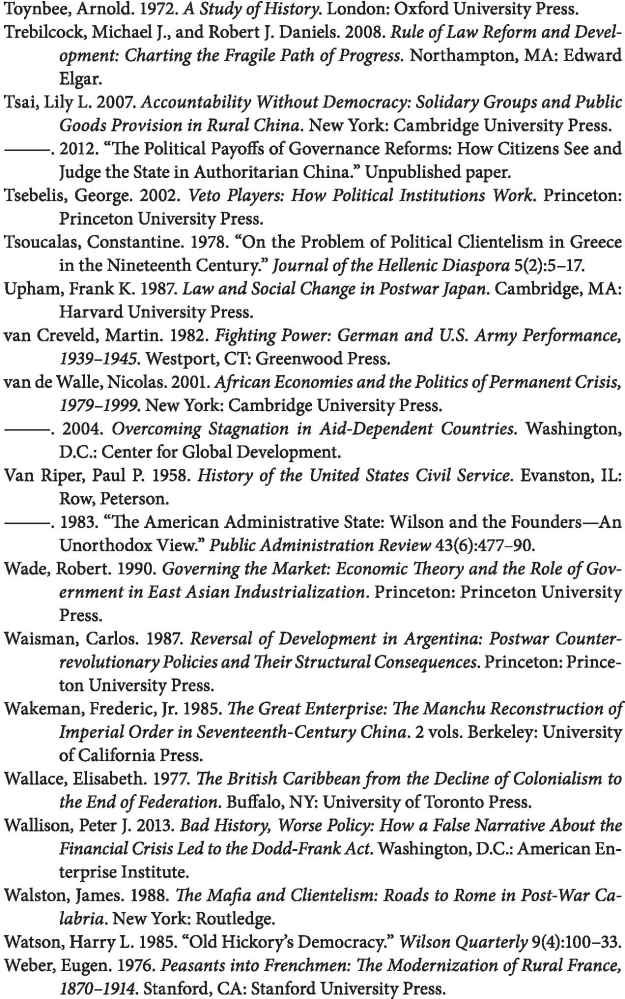 Toynbee, Arnold. 1972. A Study of History. London: Oxford University Press.
Trebilcock, Michael J., and Robert J. Daniels. 2008. Rule of Law Reform and Devel-
opment: Charting the Fragile Path of Progress. Northampton, MA: Edward
Elgar.
Tsai, Lily L. 2007. Accountability Without Democracy: Solidary Groups and Public
Goods Provision in Rural China. New York: Cambridge University Press.
———. 2012. “The Political Payoffs of Governance Reforms: How Citizens See and
Judge the State in Authoritarian China.” Unpublished paper.
Tsebelis, George. 2002. Veto Players: How Political Institutions Work. Princeton:
Princeton University Press.
Tsoucalas, Constantine. 1978. “On the Problem of Political Clientelism in Greece
in the Nineteenth Century.” Journal of the Hellenic Diaspora 5(2):5–17.
Upham, Frank K. 1987. Law and Social Change in Postwar Japan. Cambridge, MA:
Harvard University Press.
van Creveld, Martin. 1982. Fighting Power: German and U.S. Army Performance,
1939–1945. Westport, CT: Greenwood Press.
van de Walle, Nicolas. 2001. African Economies and the Politics of Permanent Crisis,
1979–1999. New York: Cambridge University Press.
———. 2004. Overcoming Stagnation in Aid-Dependent Countries. Washington,
D.C.: Center for Global Development.
Van Riper, Paul P. 1958. History of the United States Civil Service. Evanston, IL:
Row, Peterson.
———. 1983. “The American Administrative State: Wilson and the Founders—An
Unorthodox View.” Public Administration Review 43(6):477–90.
Wade, Robert. 1990. Governing the Market: Economic Theory and the Role of Gov-
ernment in East Asian Industrialization. Princeton: Princeton University
Press.
Waisman, Carlos. 1987. Reversal of Development in Argentina: Postwar Counter-
revolutionary Policies and Their Structural Consequences. Princeton: Prince-
ton University Press.
Wakeman, Frederic, Jr. 1985. The Great Enterprise: The Manchu Reconstruction of
Imperial Order in Seventeenth-Century China. 2 vols. Berkeley: University
of California Press.
Wallace, Elisabeth. 1977. The British Caribbean from the Decline of Colonialism to
the End of Federation. Buffalo, NY: University of Toronto Press.
Wallison, Peter J. 2013. Bad History, Worse Policy: How a False Narrative About the
Financial Crisis Led to the Dodd-Frank Act. Washington, D.C.: American En-
terprise Institute.
Walston, James. 1988. The Mafia and Clientelism: Roads to Rome in Post-War Ca-
labria. New York: Routledge.
Watson, Harry L. 1985. “Old Hickory’s Democracy.” Wilson Quarterly 9(4):100–33.
Weber, Eugen. 1976. Peasants into Frenchmen: The Modernization of Rural France,
1870–1914. Stanford, CA: Stanford University Press.